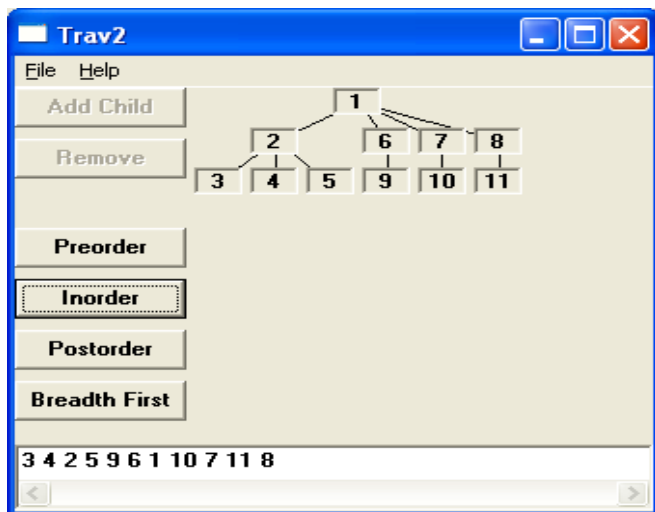 Trav2
File Help
Add Child
Remove
1
2 6 7 8
3 4 5 9 10 11
Preorder
Inorder
Postorder
Breadth First
3 4 2 5 9 6 1 10 7 11 8